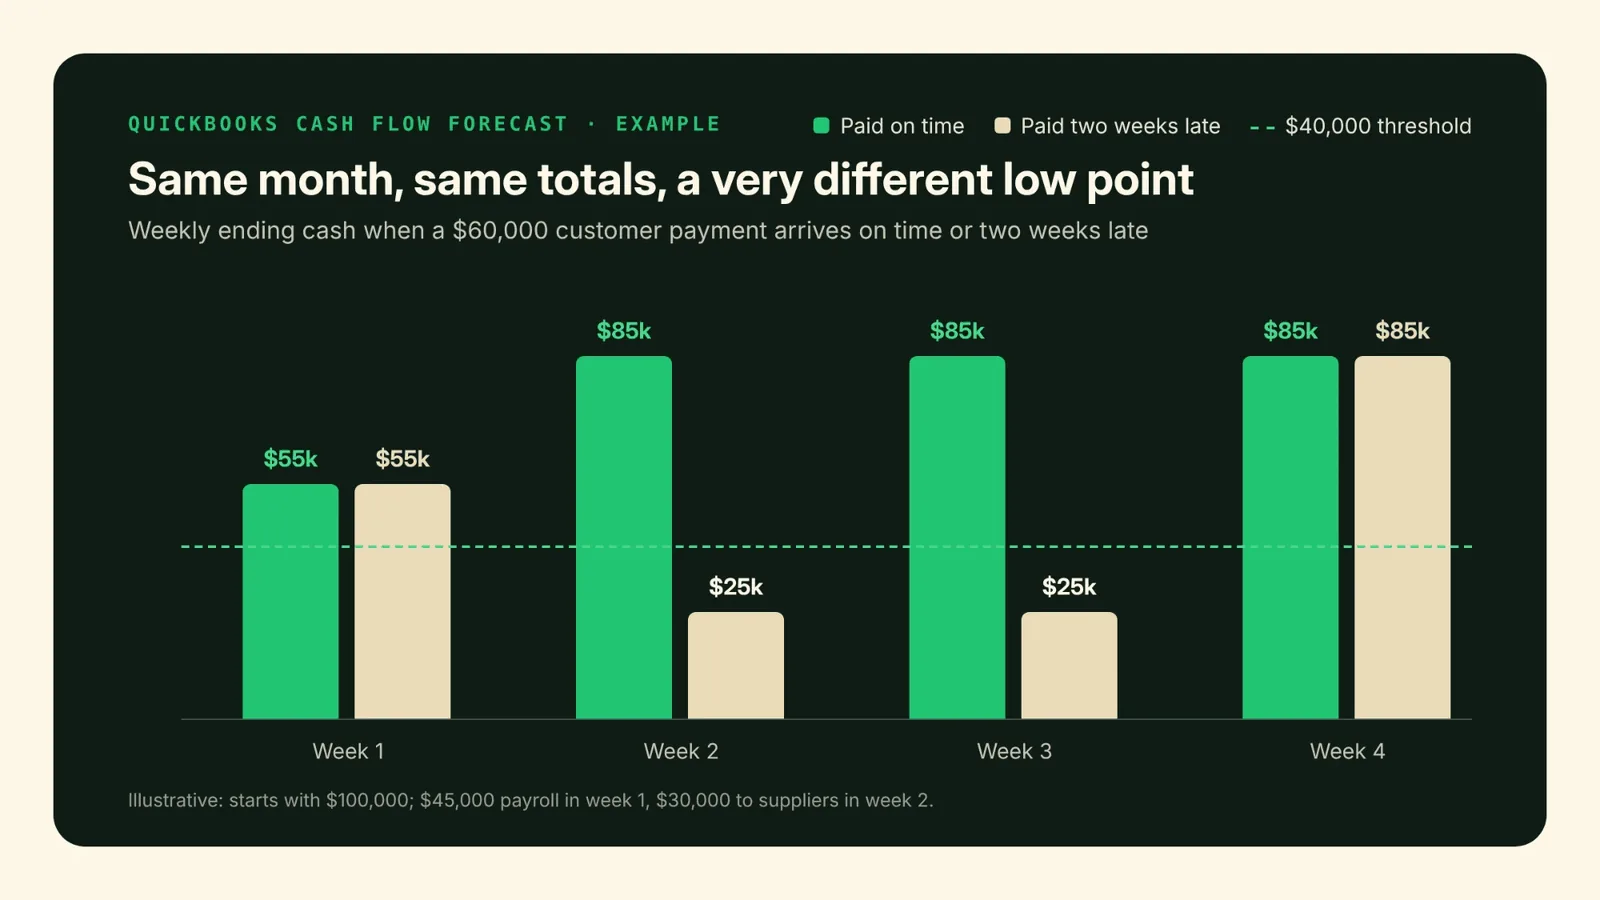 QUICKBOOKS CASH FLOW FORECAST · EXAMPLE
Paid on time
Paid two weeks late
$40,000 threshold
Same month, same totals, a very different low point
Weekly ending cash when a $60,000 customer payment arrives on time or two weeks late
$55k
$55k
$85k
$25k
$85k
$25k
$85k
$85k
Week 1
Week 2
Week 3
Week 4
Illustrative: starts with $100,000; $45,000 payroll in week 1, $30,000 to suppliers in week 2.